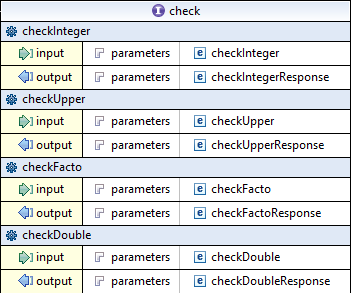 check
checkInteger
input parameters checkInteger
output parameters checkIntegerResponse
checkUpper
input parameters checkUpper
output parameters checkUpperResponse
checkFacto
input parameters checkFacto
output parameters checkFactoResponse
checkDouble
input parameters checkDouble
output parameters checkDoubleResponse